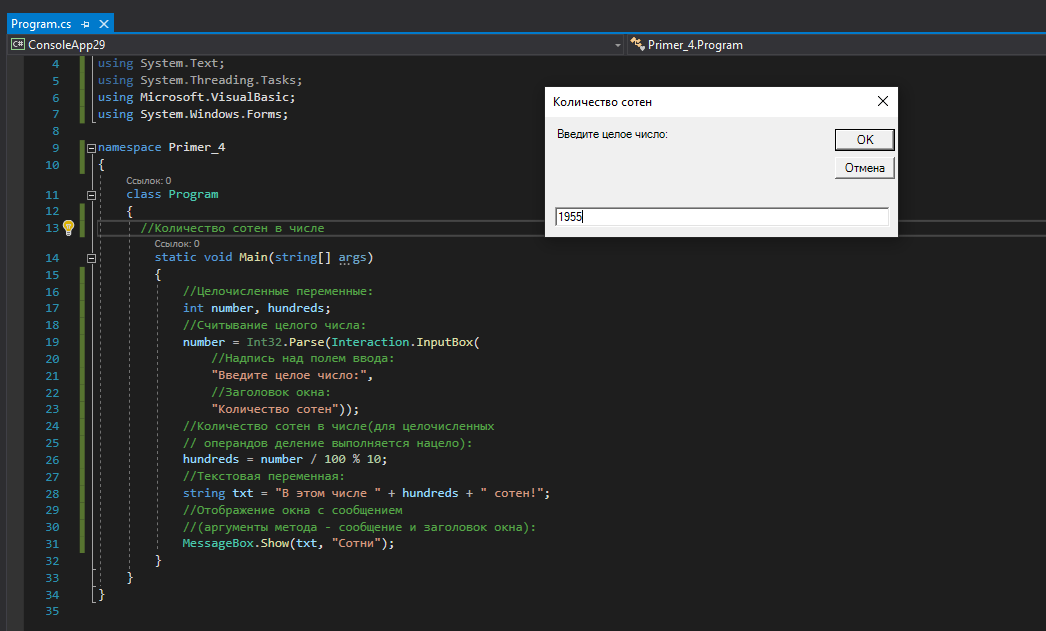 Program.cs
C# ConsoleApp29 Primer_4.Program
4 using System.Text;
5 using System.Threading.Tasks;
6 using Microsoft.VisualBasic;
7 using System.Windows.Forms;
8
9 namespace Primer_4
10 {
Ссылок: 0
11 class Program
12 {
13 //Количество сотен в числе
Ссылок: 0
14 static void Main(string[] args)
15 {
16 //Целочисленные переменные:
17 int number, hundreds;
18 //Считывание целого числа:
19 number = Int32.Parse(Interaction.InputBox(
20 //Надпись над полем ввода:
21 "Введите целое число:",
22 //Заголовок окна:
23 "Количество сотен"));
24 //Количество сотен в числе(для целочисленных
25 // операндов деление выполняется нацело):
26 hundreds = number / 100 % 10;
27 //Текстовая переменная:
28 string txt = "В этом числе " + hundreds + " сотен!";
29 //Отображение окна с сообщением
30 //(аргументы метода - сообщение и заголовок окна):
31 MessageBox.Show(txt, "Сотни");
32 }
33 }
34 }
35
Количество сотен
Введите целое число:
OK
Отмена
1955